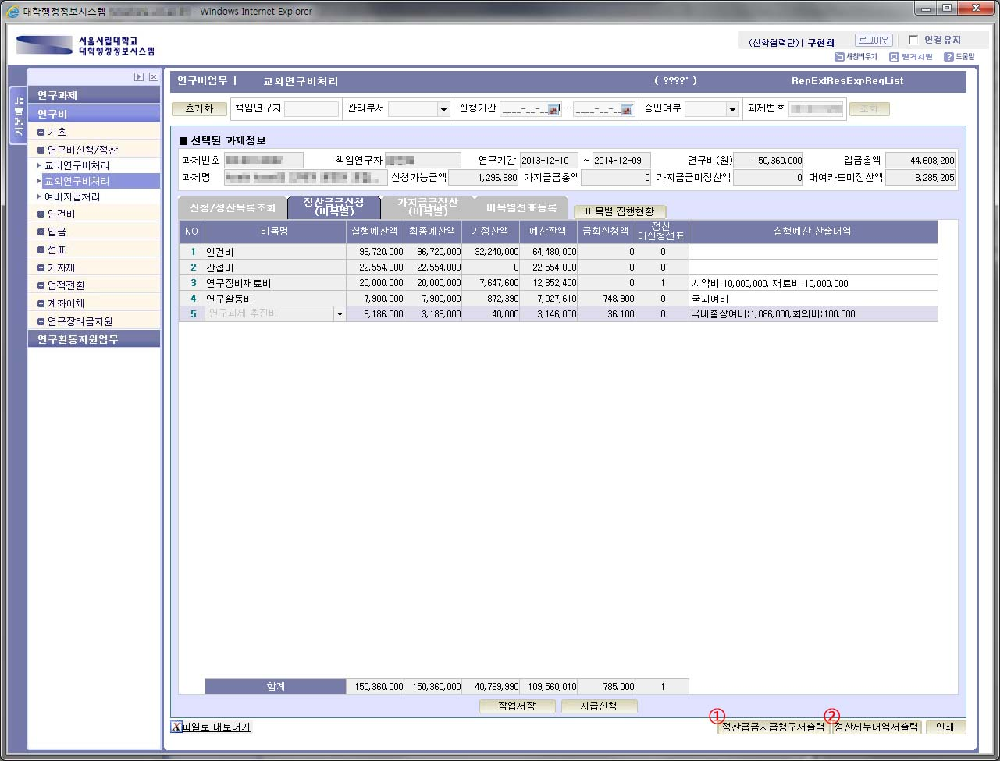 대학행정정보시스템 - Windows Internet Explorer
서울시립대학교
대학행정정보시스템
(산학협력단) | 구현희 로그아웃 연결유지
새창띄우기 원격지원 도움말
기본메뉴
연구과제
연구비
기초
연구비신청/정산
교내연구비처리
교외연구비처리
여비지급처리
인건비
입금
전표
기자재
업적전환
계좌이체
연구장려금지원
연구활동지원업무
연구비업무 | 교외연구비처리 ( ????˙ ) RepExtResExpReqList
초기화 책임연구자 관리부서 신청기간 ____-__-__ - ____-__-__ 승인여부 과제번호 조회
■ 선택된 과제정보
과제번호 책임연구자 연구기간 2013-12-10 ~ 2014-12-09 연구비(원) 150,360,000 입금총액 44,608,200
과제명 신청가능금액 1,296,980 가지급금총액 0 가지급금미정산액 0 대여카드미정산액 18,285,205
신청/정산목록조회 정산급금신청 (비목별) 가지급금정산 (비목별) 비목별전표등록 비목별 집행현황
NO 비목명 실행예산액 최종예산액 기정산액 예산잔액 금회신청액 정산 미신청전표 실행예산 산출내역
1 인건비 96,720,000 96,720,000 32,240,000 64,480,000 0 0
2 간접비 22,554,000 22,554,000 0 22,554,000 0 0
3 연구장비재료비 20,000,000 20,000,000 7,647,600 12,352,400 0 1 시약비:10,000,000, 재료비:10,000,000
4 연구활동비 7,900,000 7,900,000 872,390 7,027,610 748,900 0 국외여비
5 연구과제 추진비 3,186,000 3,186,000 40,000 3,146,000 36,100 0 국내출장여비:1,086,000,회의비:100,000
합계 150,360,000 150,360,000 40,799,990 109,560,010 785,000 1
작업저장 지급신청
① ②
파일로 내보내기 정산급금지급청구서출력 정산세부내역서출력 인쇄